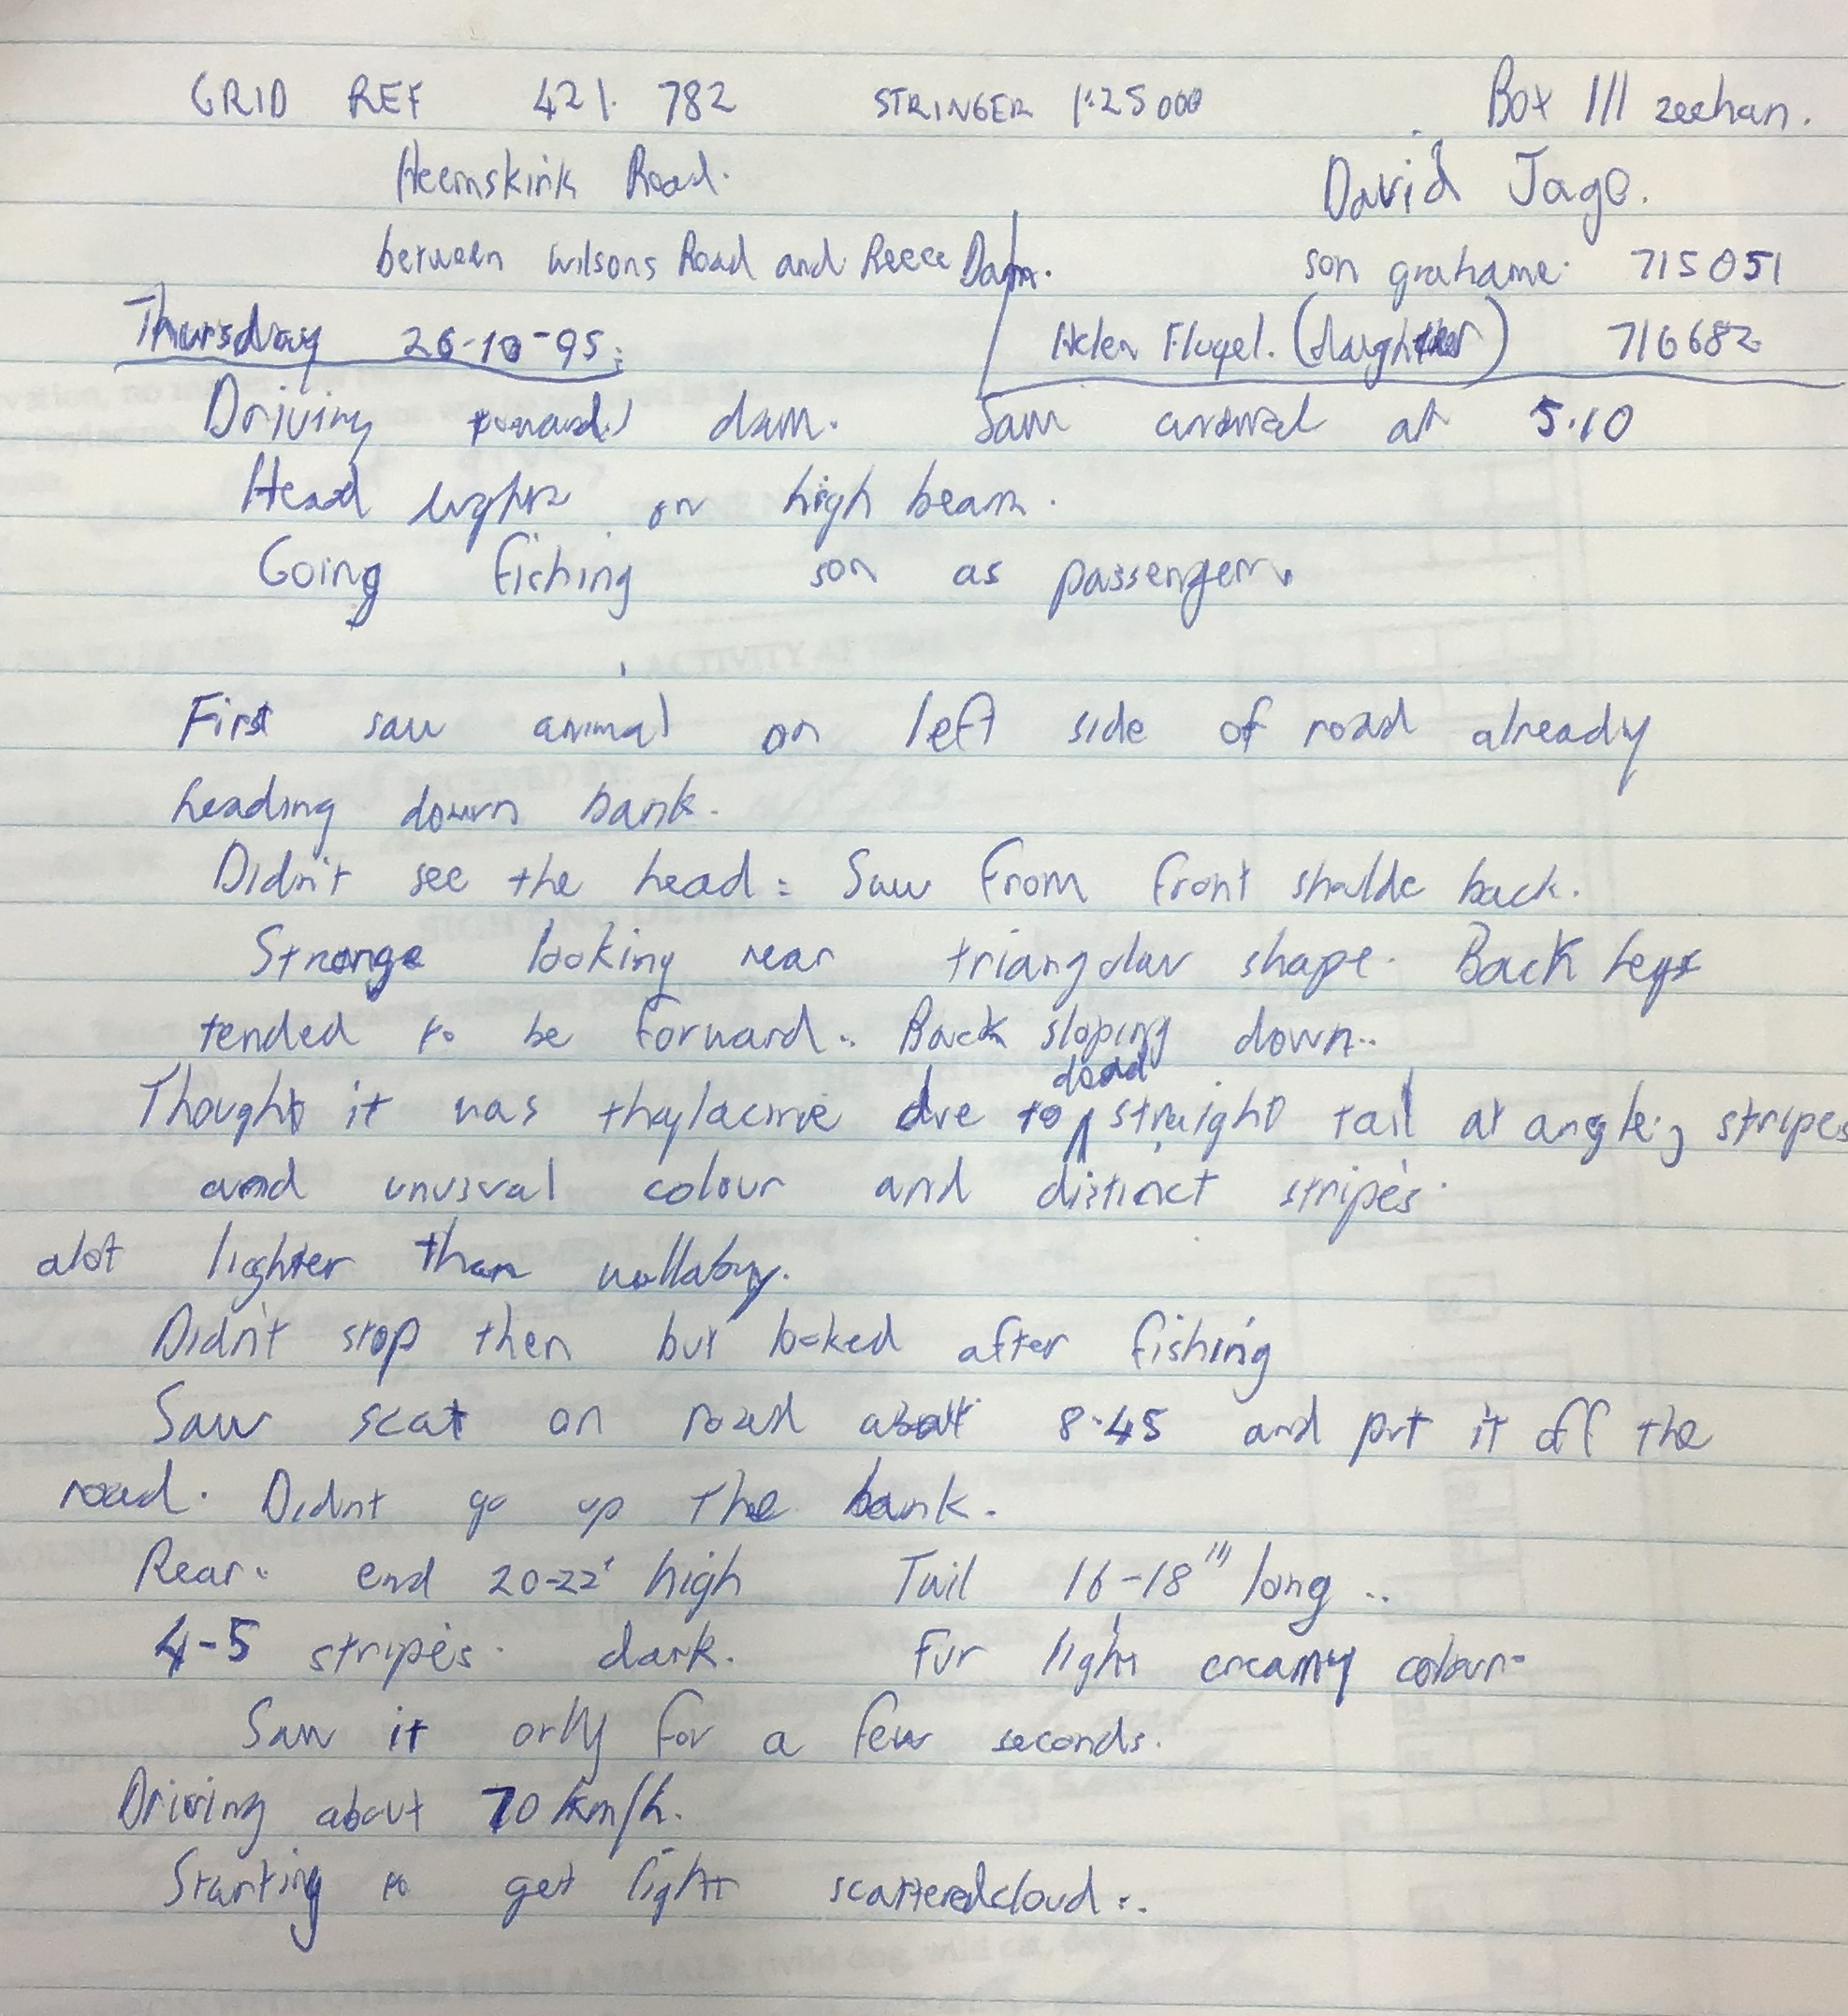 GRID REF 421. 782 STRINGER 1:25000 Box 111 zeehan.
Heemskirk Road. David Jago.
between Wilsons Road and Reece Dam. son grahame. 715051
Thursday 26-10-95: Helen Flugel. (daughter) 716682
Driving towards dam. Saw animal at 5.10
Head lights on high beam.
Going fishing son as passenger.
First saw animal on left side of road already
heading down bank.
Didn't see the head: Saw from front shoulde back.
Strange looking rear triangular shape. Back legs
tended to be forward.. Back sloping down..
dead
Thought it was thylacine due to straight tail at angle; stripes
and unusual colour and distinct stripes.
alot lighter than wallaby.
Didn't stop then but looked after fishing
Saw scat on road about 8.45 and put it off the
road. Didnt go up the bank.
Rear. end 20-22' high Tail 16-18" long ..
4-5 stripes. dark. Fur light creamy colour.
Saw it only for a few seconds.
Driving about 70 km/h.
Starting to get light scattered cloud..